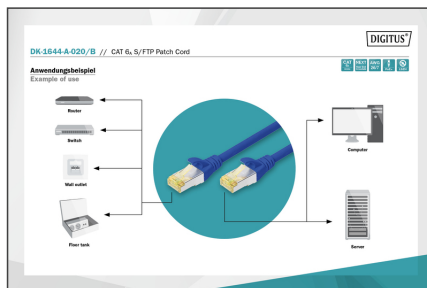 DIGITUS®
DK-1644-A-020/B // CAT 6A S/FTP Patch Cord
Anwendungsbeispiel
Example of use
Router
Switch
Wall outlet
Floor tank
Computer
Server